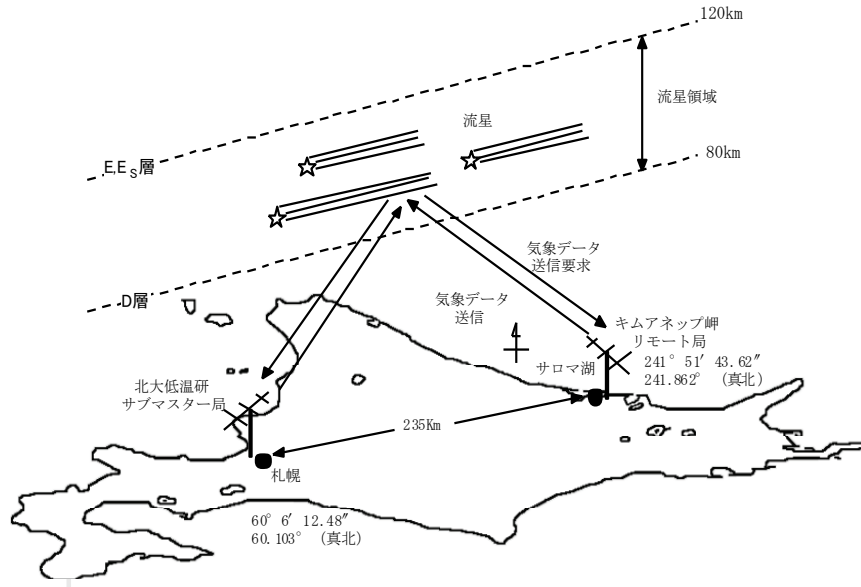 120km
流星領域
流星
80km
E,Es層
D層
気象データ
送信要求
気象データ
送信
キムアネップ岬
リモート局
サロマ湖
241° 51′ 43.62″
241.862° (真北)
北大低温研
サブマスター局
235Km
札幌
60° 6′ 12.48″
60.103° (真北)